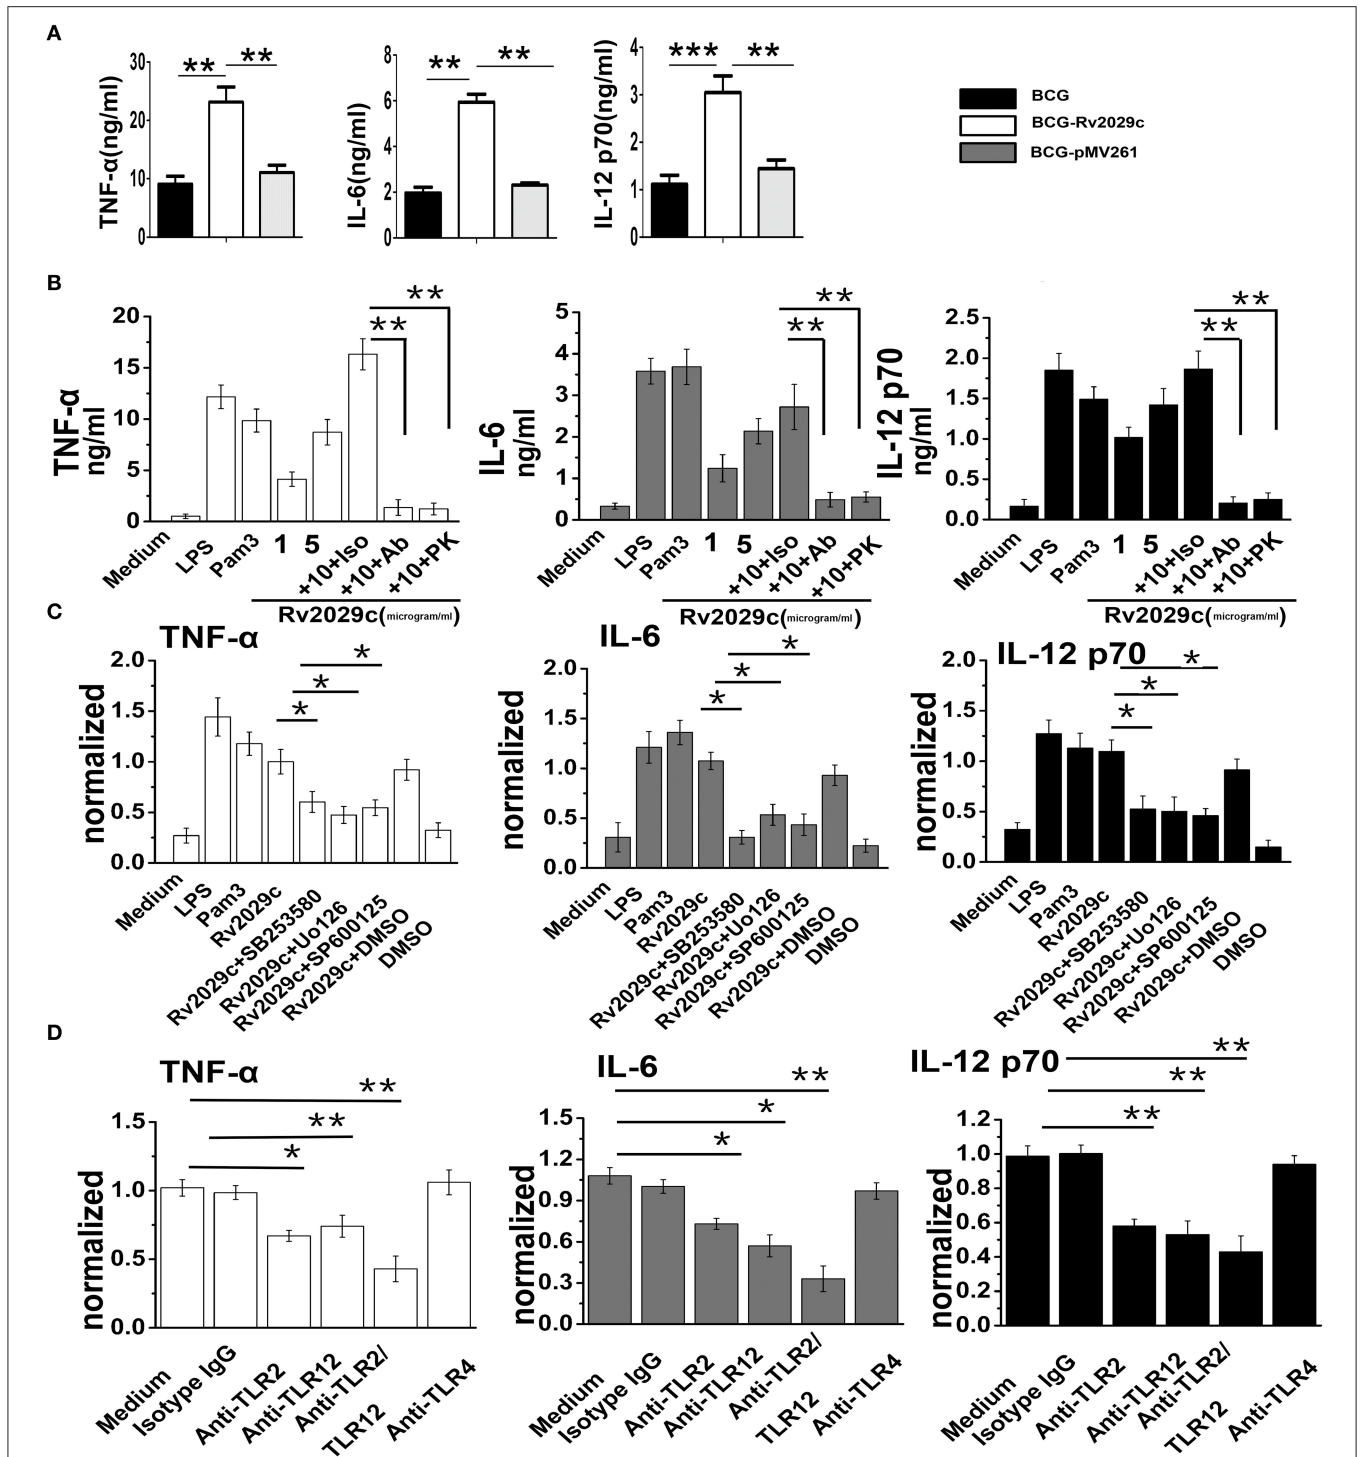 A
TNF-α(ng/ml)
30
20
10
0
** **
IL-6(ng/ml)
8
6
4
2
0
** **
IL-12 p70(ng/ml)
4
3
2
1
0
*** **
BCG
BCG-Rv2029c
BCG-pMV261
B
TNF-α
ng/ml
20
15
10
5
0
**
**
Medium
LPS
Pam3
1
5
+10+Iso
+10+Ab
+10+PK
Rv2029c(microgram/ml)
IL-6
ng/ml
5
4
3
2
1
0
**
**
Medium
LPS
Pam3
1
5
+10+Iso
+10+Ab
+10+PK
Rv2029c(microgram/ml)
IL-12 p70
ng/ml
2.5
2.0
1.5
1.0
0.5
0.0
**
**
Medium
LPS
Pam3
1
5
+10+Iso
+10+Ab
+10+PK
Rv2029c(microgram/ml)
C
TNF-α
normalized
2.0
1.5
1.0
0.5
0.0
*
*
*
Medium
LPS
Pam3
Rv2029c
Rv2029c+SB253580
Rv2029c+Uo126
Rv2029c+SP600125
Rv2029c+DMSO
DMSO
IL-6
normalized
2.0
1.5
1.0
0.5
0.0
*
*
*
Medium
LPS
Pam3
Rv2029c
Rv2029c+SB253580
Rv2029c+Uo126
Rv2029c+SP600125
Rv2029c+DMSO
DMSO
IL-12 p70
normalized
2.0
1.5
1.0
0.5
0.0
*
*
*
Medium
LPS
Pam3
Rv2029c
Rv2029c+SB253580
Rv2029c+Uo126
Rv2029c+SP600125
Rv2029c+DMSO
DMSO
D
TNF-α
normalized
1.5
1.0
0.5
0.0
**
**
*
Medium
Isotype IgG
Anti-TLR2
Anti-TLR12
Anti-TLR2/
TLR12
Anti-TLR4
IL-6
normalized
1.5
1.2
0.9
0.6
0.3
0.0
**
*
*
Medium
Isotype IgG
Anti-TLR2
Anti-TLR12
Anti-TLR2/
TLR12
Anti-TLR4
IL-12 p70
normalized
1.2
1.0
0.8
0.6
0.4
0.2
0.0
**
**
**
Medium
Isotype IgG
Anti-TLR2
Anti-TLR12
Anti-TLR2/
TLR12
Anti-TLR4